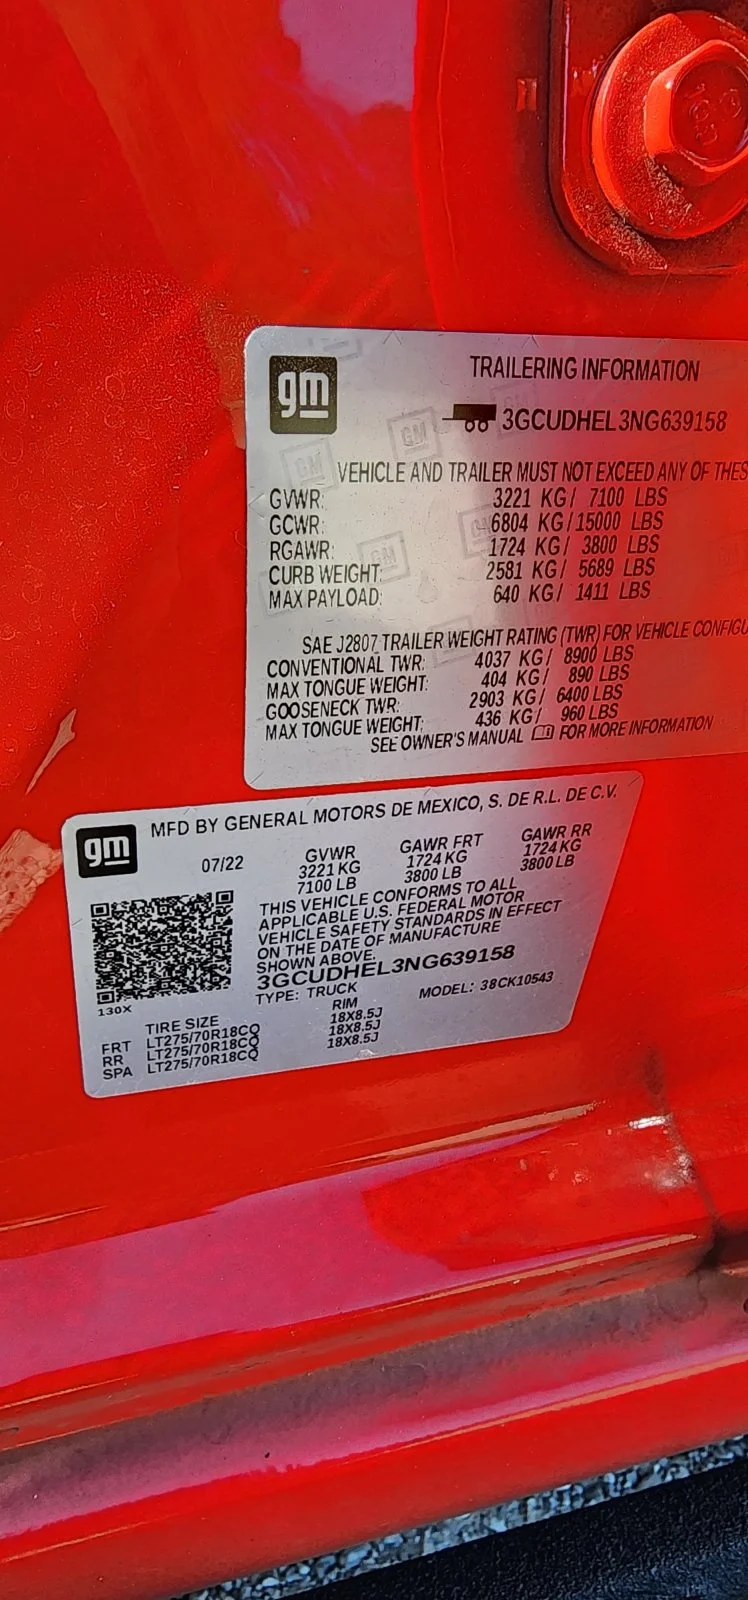 gm
TRAILERING INFORMATION
3GCUDHEL3NG639158
VEHICLE AND TRAILER MUST NOT EXCEED ANY OF THES
GVWR: 3221 KG/ 7100 LBS
GCWR: 6804 KG/15000 LBS
RGAWR: 1724 KG/ 3800 LBS
CURB WEIGHT: 2581 KG/ 5689 LBS
MAX PAYLOAD: 640 KG/ 1411 LBS
SAE J2807 TRAILER WEIGHT RATING (TWR) FOR VEHICLE CONFIGU
CONVENTIONAL TWR: 4037 KG/ 8900 LBS
MAX TONGUE WEIGHT: 404 KG/ 890 LBS
GOOSENECK TWR: 2903 KG/ 6400 LBS
MAX TONGUE WEIGHT: 436 KG/ 960 LBS
SEE OWNER'S MANUAL FOR MORE INFORMATION
gm
MFD BY GENERAL MOTORS DE MEXICO, S. DE R.L. DE C.V.
07/22 GVWR GAWR FRT GAWR RR
3221 KG 1724 KG 1724 KG
7100 LB 3800 LB 3800 LB
THIS VEHICLE CONFORMS TO ALL
APPLICABLE U.S. FEDERAL MOTOR
VEHICLE SAFETY STANDARDS IN EFFECT
ON THE DATE OF MANUFACTURE
SHOWN ABOVE.
3GCUDHEL3NG639158
TYPE: TRUCK MODEL: 38CK10543
130X
TIRE SIZE RIM
FRT LT275/70R18CQ 18X8.5J
RR LT275/70R18CQ 18X8.5J
SPA LT275/70R18CQ 18X8.5J